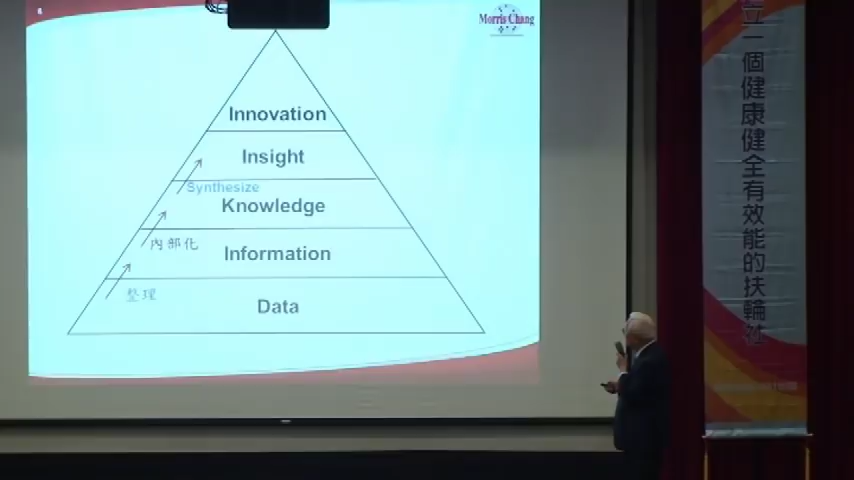 Morris Chang
Innovation
Insight
Synthesize
Knowledge
內部化
Information
整理
Data
立一個健康健全有效能的扶輪社